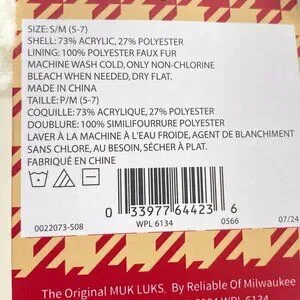 SIZE: S/M (5-7)
SHELL: 73% ACRYLIC, 27% POLYESTER
LINING: 100% POLYESTER FAUX FUR
MACHINE WASH COLD, ONLY NON-CHLORINE
BLEACH WHEN NEEDED, DRY FLAT.
MADE IN CHINA
TAILLE: P/M (5-7)
COQUILLE: 73% ACRYLIQUE, 27% POLYESTER
DOUBLURE: 100% SIMILIFOURRURE POLYESTER
LAVER À LA MACHINE À L'EAU FROIDE, AGENT DE BLANCHIMENT
SANS CHLORE, AU BESOIN, SÉCHER À PLAT.
FABRIQUÉ EN CHINE
0 33977 64423 6
0022073-508 WPL 6134 0566 07/24
The Original MUK LUKS. By Reliable Of Milwaukee
WPL 6134